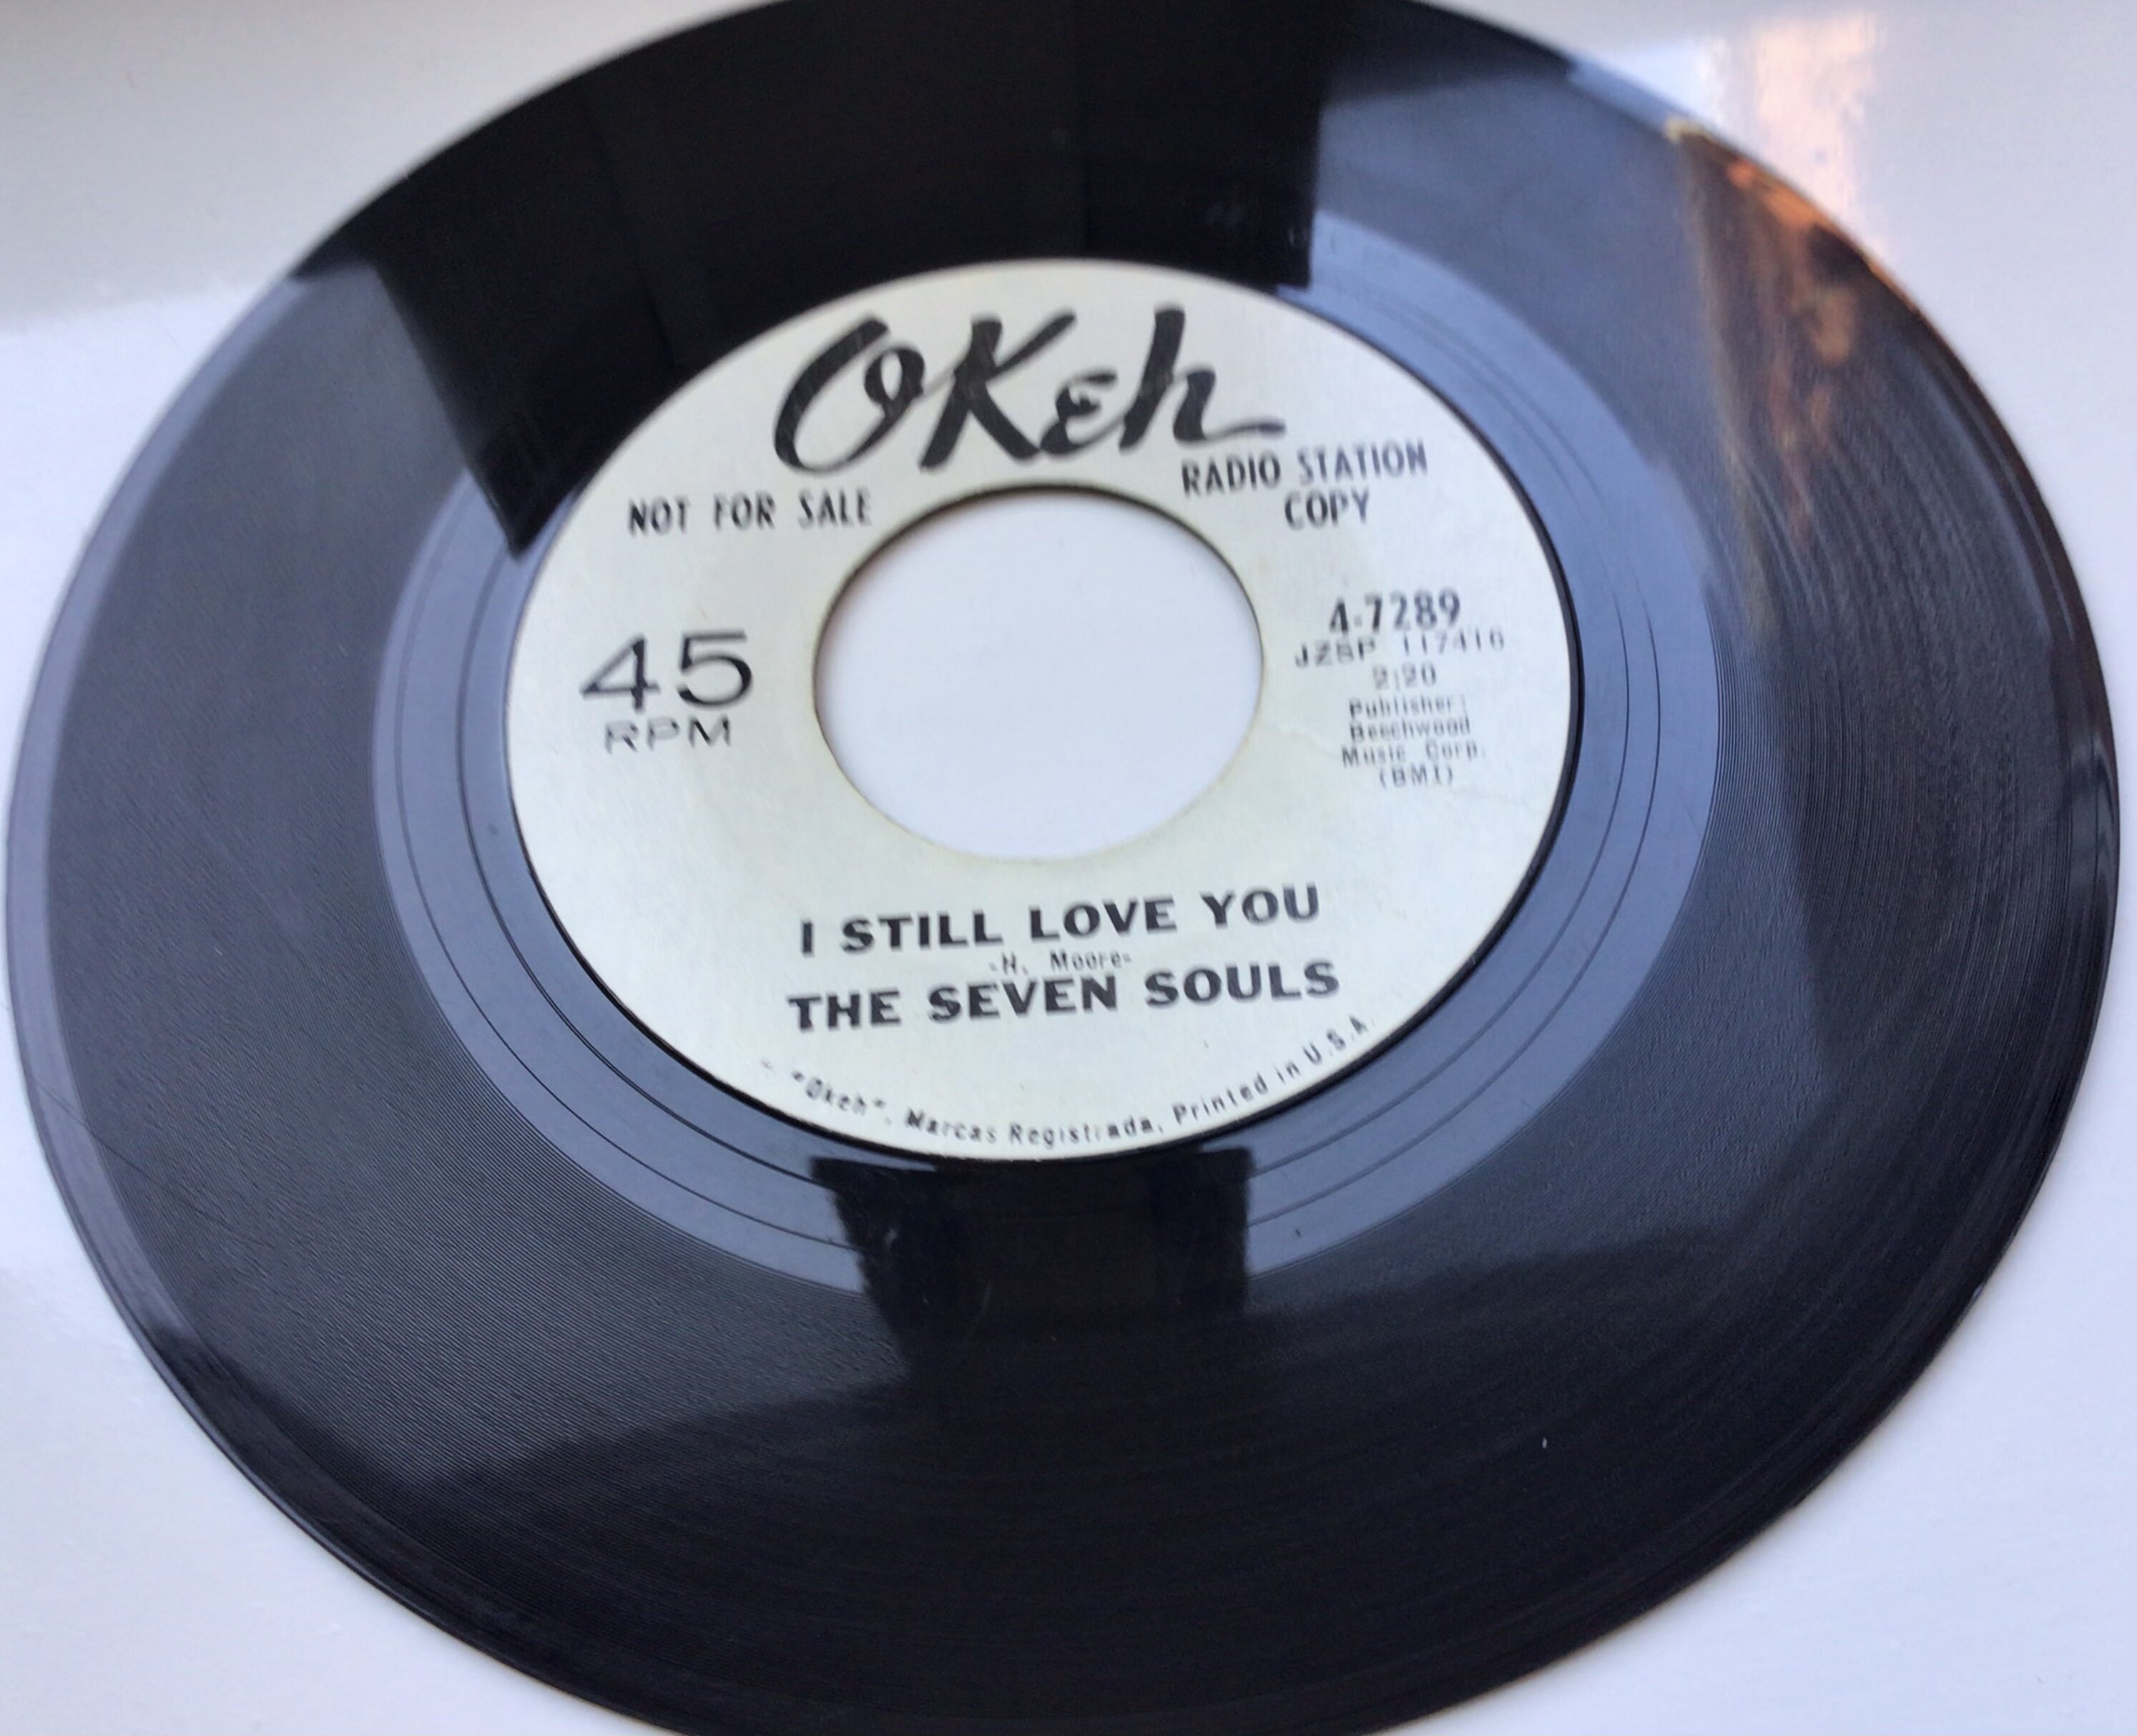 OKeh
NOT FOR SALE
RADIO STATION
COPY
45
RPM
4-7289
JZSP 117416
2:20
Publisher:
Beechwood
Music Corp.
(BMI)
I STILL LOVE YOU
-H. Moore-
THE SEVEN SOULS
"Okeh", Marcas Registrada, Printed in U.S.A.